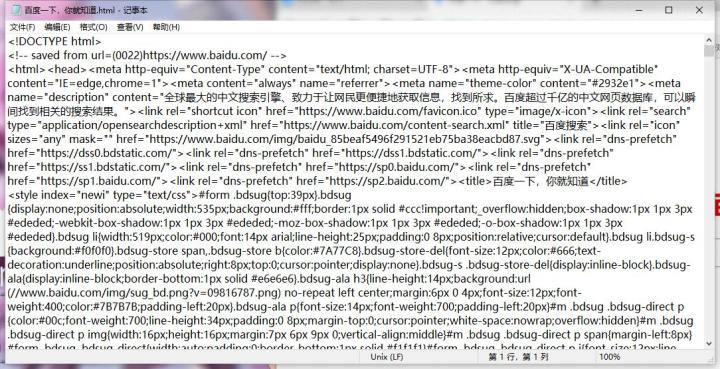 百度一下，你就知道.html - 记事本
文件(F) 编辑(E) 格式(O) 查看(V) 帮助(H)
<!DOCTYPE html>
<!-- saved from url=(0022)https://www.baidu.com/ -->
<html><head><meta http-equiv="Content-Type" content="text/html; charset=UTF-8"><meta http-equiv="X-UA-Compatible"
content="IE=edge,chrome=1"><meta content="always" name="referrer"><meta name="theme-color" content="#2932e1"><meta
name="description" content="全球最大的中文搜索引擎、致力于让网民更便捷地获取信息，找到所求。百度超过千亿的中文网页数据库，可以瞬
间找到相关的搜索结果。"><link rel="shortcut icon" href="https://www.baidu.com/favicon.ico" type="image/x-icon"><link rel="search"
type="application/opensearchdescription+xml" href="https://www.baidu.com/content-search.xml" title="百度搜索"><link rel="icon"
sizes="any" mask="" href="https://www.baidu.com/img/baidu_85beaf5496f291521eb75ba38eacbd87.svg"><link rel="dns-prefetch"
href="https://dss0.bdstatic.com/"><link rel="dns-prefetch" href="https://dss1.bdstatic.com/"><link rel="dns-prefetch"
href="https://ss1.bdstatic.com/"><link rel="dns-prefetch" href="https://sp0.baidu.com/"><link rel="dns-prefetch"
href="https://sp1.baidu.com/"><link rel="dns-prefetch" href="https://sp2.baidu.com/"><title>百度一下，你就知道</title>
<style index="newi" type="text/css">#form .bdsug{top:39px}.bdsug
{display:none;position:absolute;width:535px;background:#fff;border:1px solid #ccc!important;_overflow:hidden;box-shadow:1px 1px 3px
#ededed;-webkit-box-shadow:1px 1px 3px #ededed;-moz-box-shadow:1px 1px 3px #ededed;-o-box-shadow:1px 1px 3px
#ededed}.bdsug li{width:519px;color:#000;font:14px arial;line-height:25px;padding:0 8px;position:relative;cursor:default}.bdsug li.bdsug-s
{background:#f0f0f0}.bdsug-store span,.bdsug-store b{color:#7A77C8}.bdsug-store-del{font-size:12px;color:#666;text-
decoration:underline;position:absolute;right:8px;top:0;cursor:pointer;display:none}.bdsug-s .bdsug-store-del{display:inline-block}.bdsug-
ala{display:inline-block;border-bottom:1px solid #e6e6e6}.bdsug-ala h3{line-height:14px;background:url
(//www.baidu.com/img/sug_bd.png?v=09816787.png) no-repeat left center;margin:6px 0 4px;font-size:12px;font-
weight:400;color:#7B7B7B;padding-left:20px}.bdsug-ala p{font-size:14px;font-weight:700;padding-left:20px}#m .bdsug .bdsug-direct p
{color:#00c;font-weight:700;line-height:34px;padding:0 8px;margin-top:0;cursor:pointer;white-space:nowrap;overflow:hidden}#m .bdsug
.bdsug-direct p img{width:16px;height:16px;margin:7px 6px 9px 0;vertical-align:middle}#m .bdsug .bdsug-direct p span{margin-left:8px}
#form .bdsug .bdsug-direct{width:auto;padding:0;border-bottom:1px solid #f1f1f1}#form .bdsug .bdsug-direct p i{font-size:12px;line-
Unix (LF) 第 1 行，第 1 列 100%